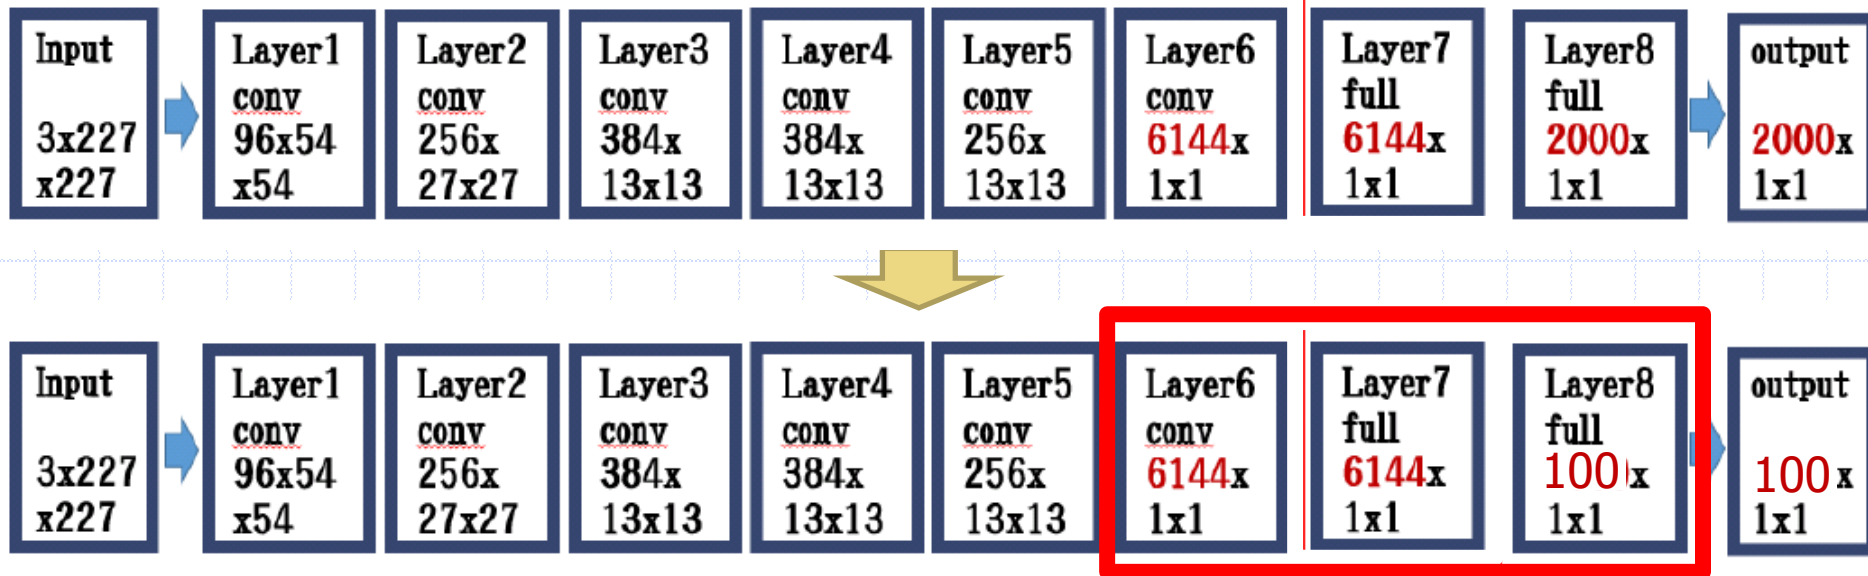 Input
3x227
x227
Layer1
conv
96x54
x54
Layer2
conv
256x
27x27
Layer3
conv
384x
13x13
Layer4
conv
384x
13x13
Layer5
conv
256x
13x13
Layer6
conv
6144x
1x1
Layer7
full
6144x
1x1
Layer8
full
2000x
1x1
output
2000x
1x1
Input
3x227
x227
Layer1
conv
96x54
x54
Layer2
conv
256x
27x27
Layer3
conv
384x
13x13
Layer4
conv
384x
13x13
Layer5
conv
256x
13x13
Layer6
conv
6144x
1x1
Layer7
full
6144x
1x1
Layer8
full
100x
1x1
output
100x
1x1